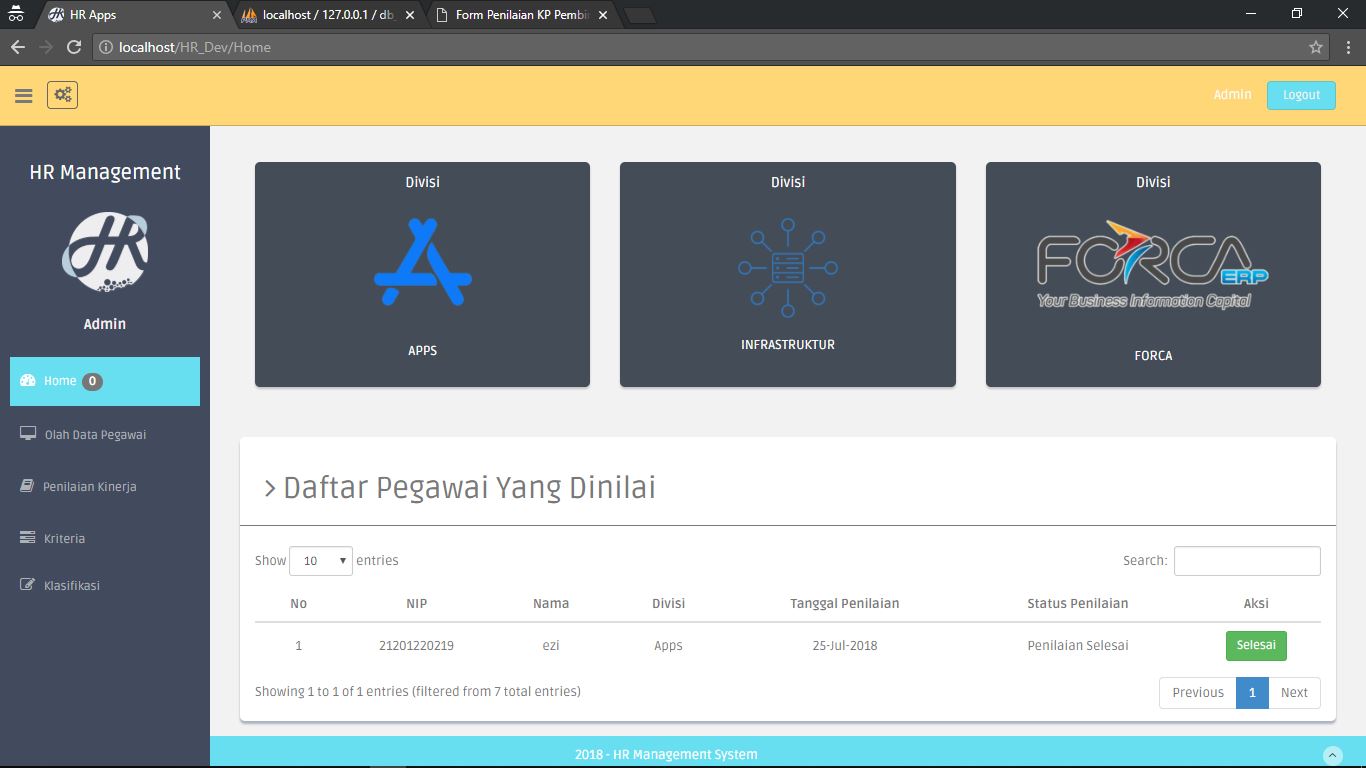 HR Apps
localhost / 127.0.0.1 / db_
Form Penilaian KP Pembin
localhost/HR_Dev/Home
Admin
Logout
HR Management
HR
Admin
Home 0
Olah Data Pegawai
Penilaian Kinerja
Kriteria
Klasifikasi
Divisi
APPS
Divisi
INFRASTRUKTUR
Divisi
FORCA
ERP
Your Business Information Capital
FORCA
> Daftar Pegawai Yang Dinilai
Show 10 entries
Search:
No NIP Nama Divisi Tanggal Penilaian Status Penilaian Aksi
1 21201220219 ezi Apps 25-Jul-2018 Penilaian Selesai Selesai
Showing 1 to 1 of 1 entries (filtered from 7 total entries)
Previous 1 Next
2018 - HR Management System